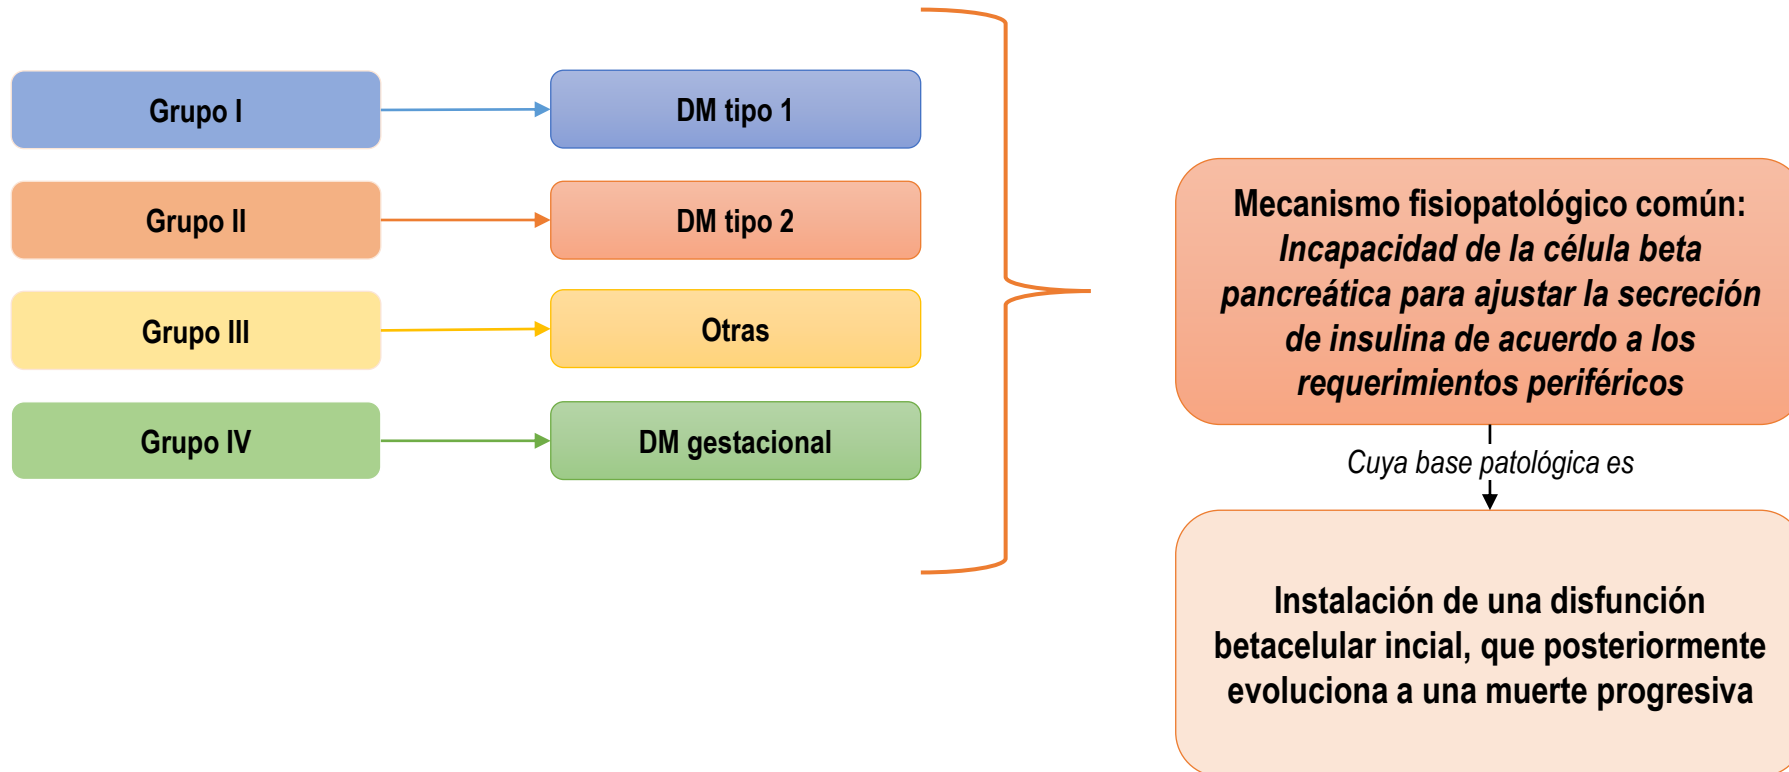 Grupo I
DM tipo 1
Grupo II
DM tipo 2
Grupo III
Otras
Grupo IV
DM gestacional
Mecanismo fisiopatológico común:
Incapacidad de la célula beta
pancreática para ajustar la secreción
de insulina de acuerdo a los
requerimientos periféricos
Cuya base patológica es
Instalación de una disfunción
betacelular incial, que posteriormente
evoluciona a una muerte progresiva